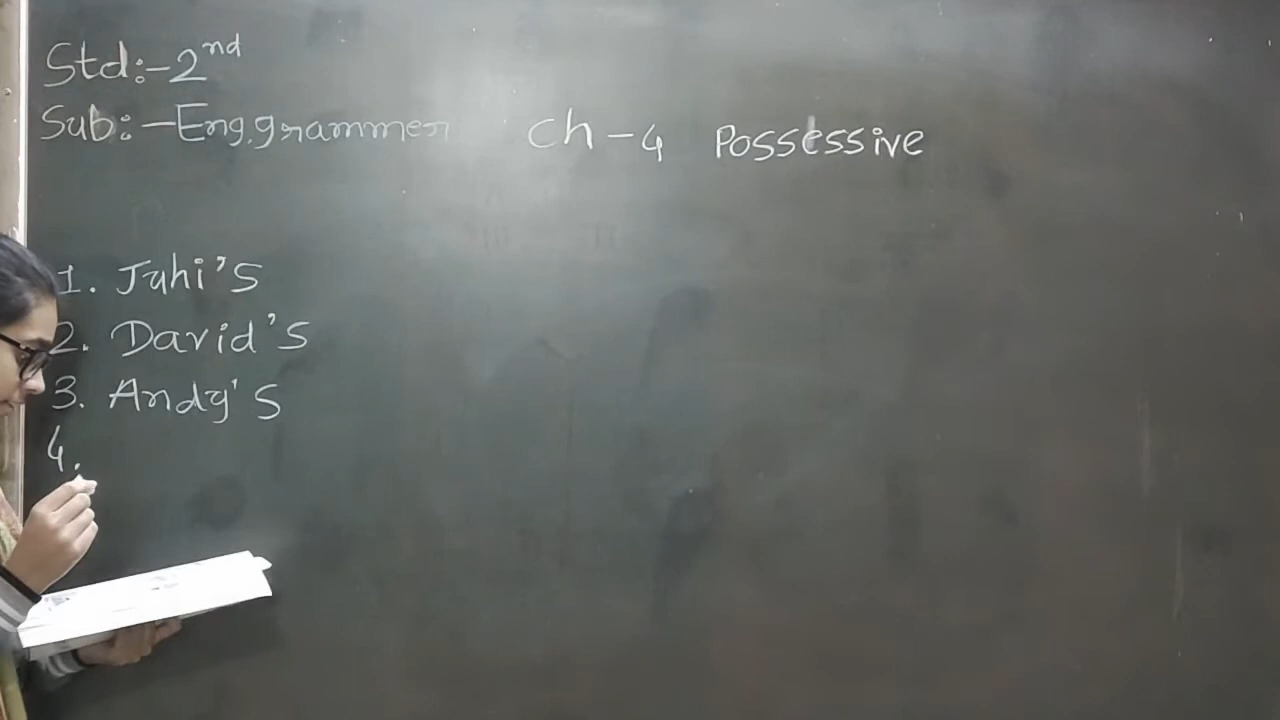 Std:-2nd
Sub:-Eng.grammer Ch-4 Possessive
1. Juhi's
2. David's
3. Andy's
4.